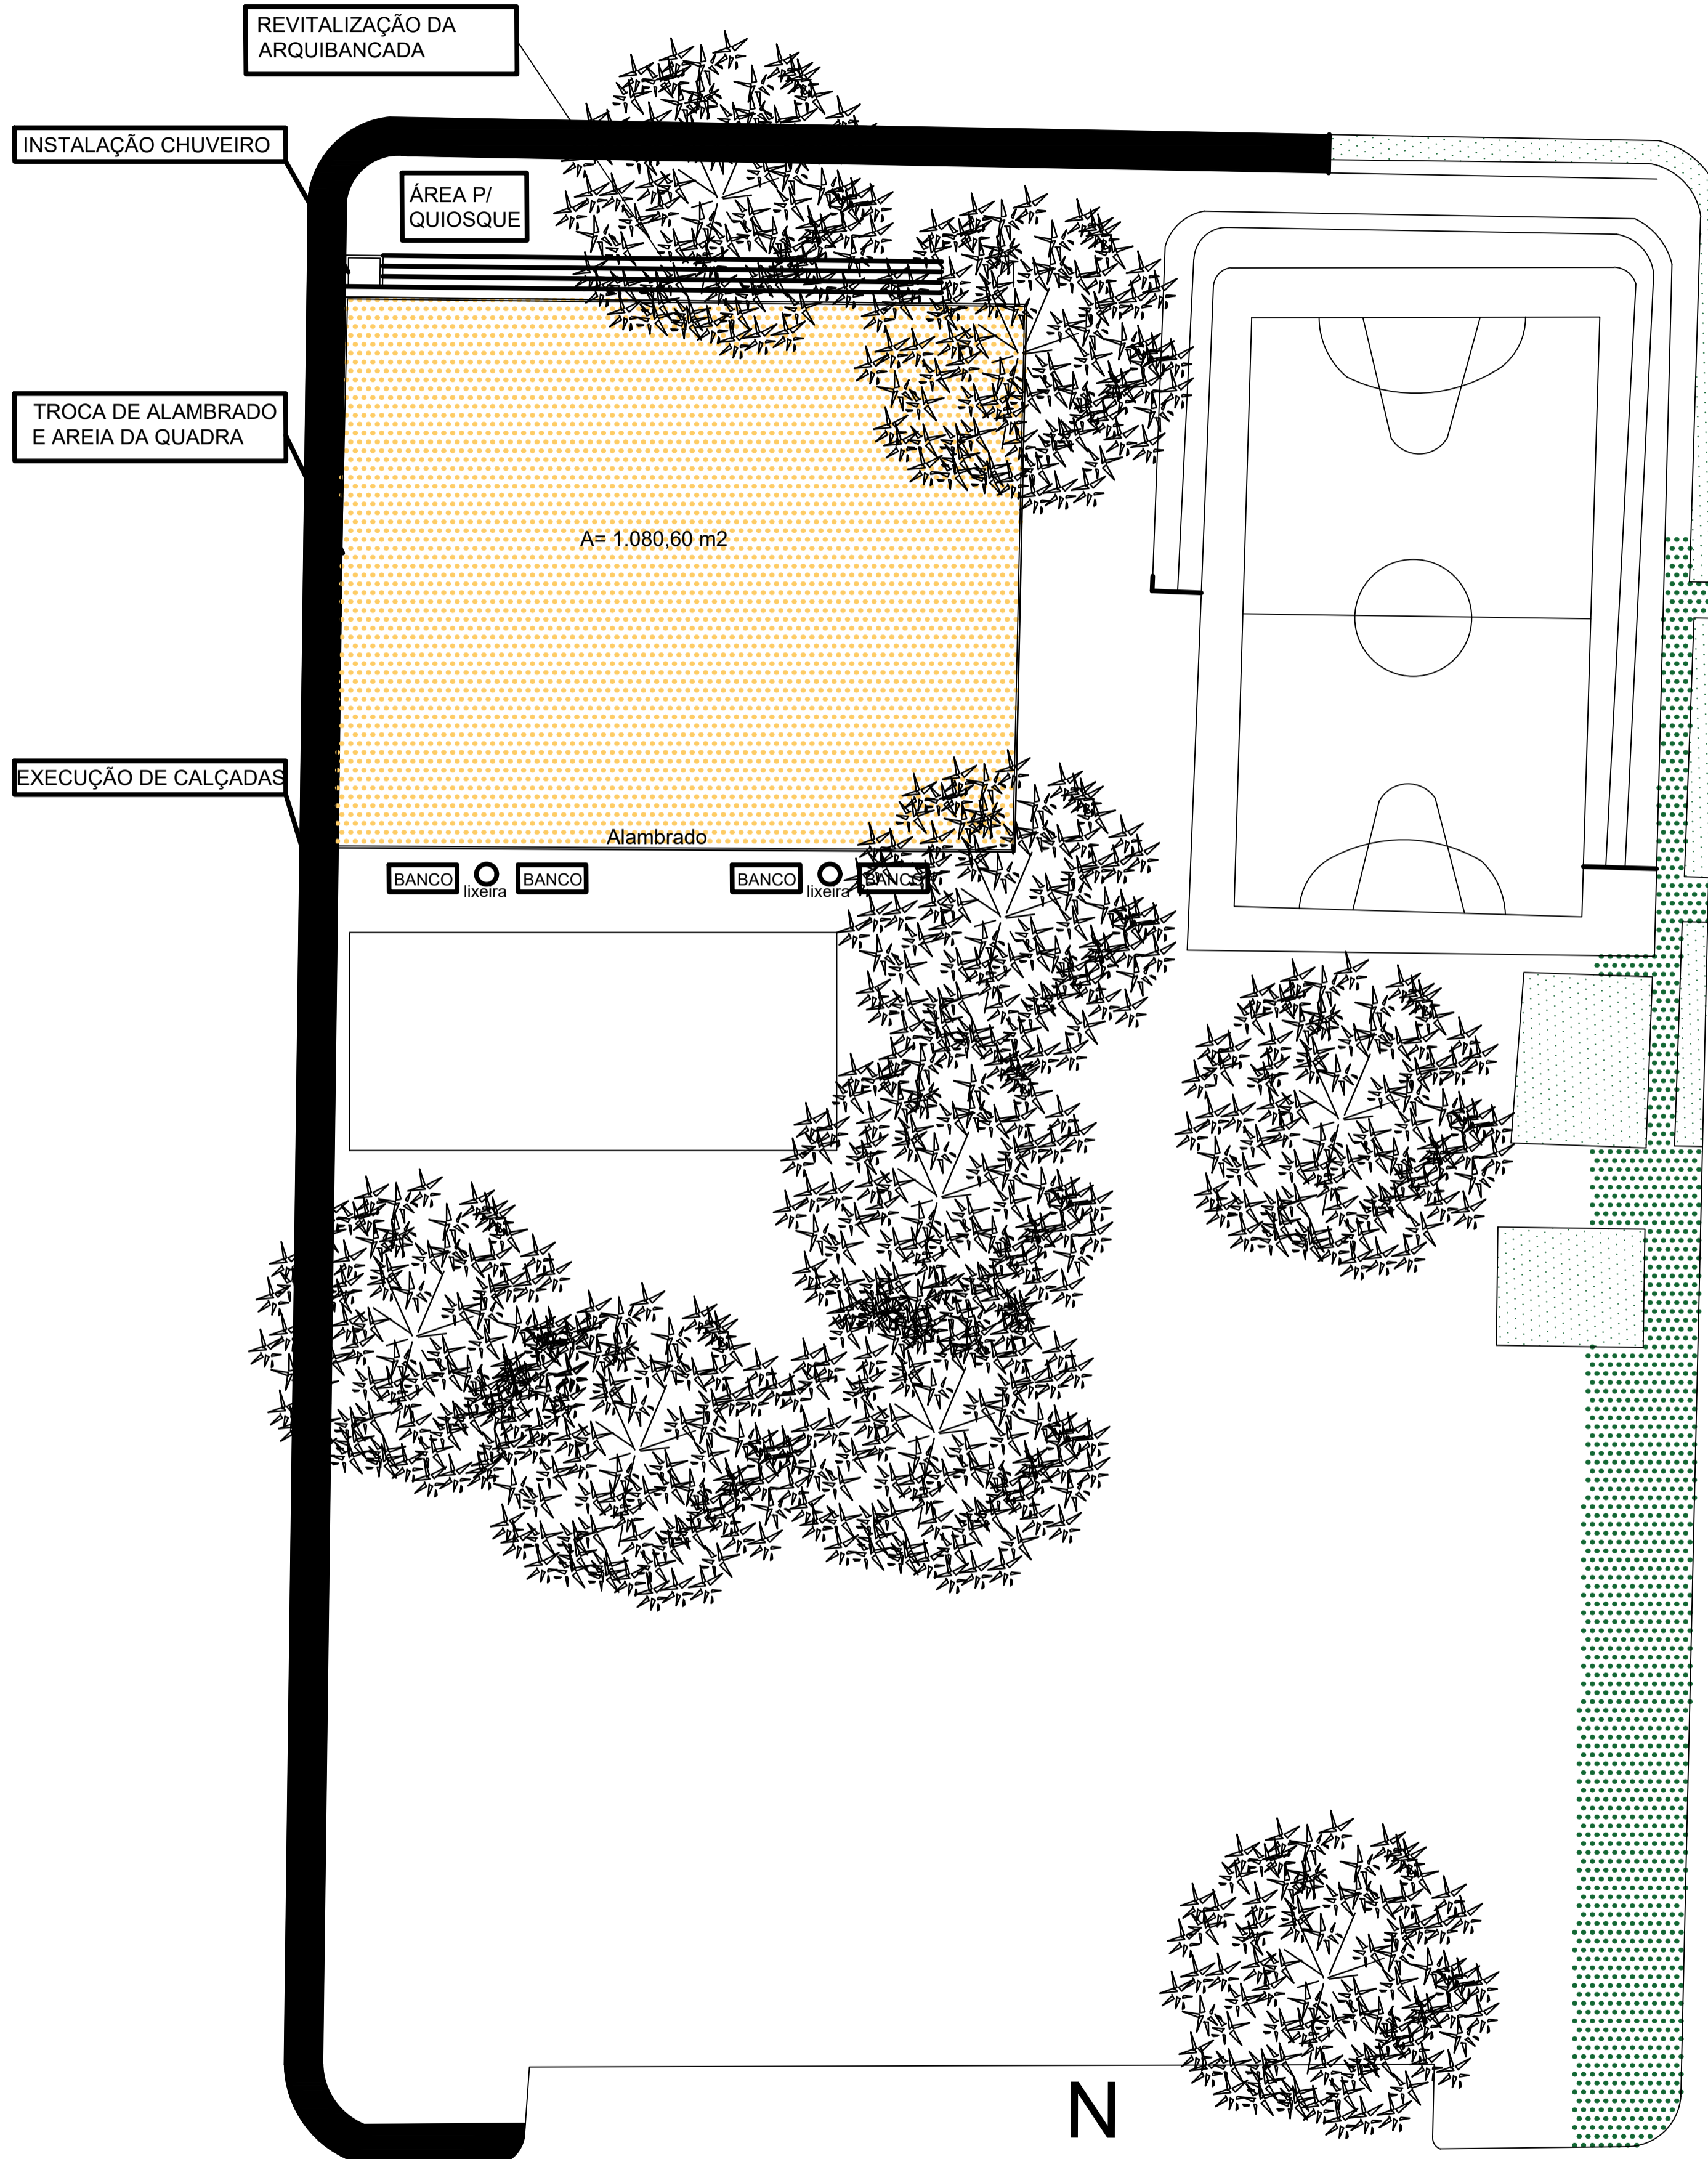 REVITALIZAÇÃO DA
ARQUIBANCADA
INSTALAÇÃO CHUVEIRO
ÁREA P/
QUIOSQUE
TROCA DE ALAMBRADO
E AREIA DA QUADRA
A= 1.080,60 m2
EXECUÇÃO DE CALÇADAS
Alambrado
BANCO
lixeira
BANCO
BANCO
lixeira
BANCO
N